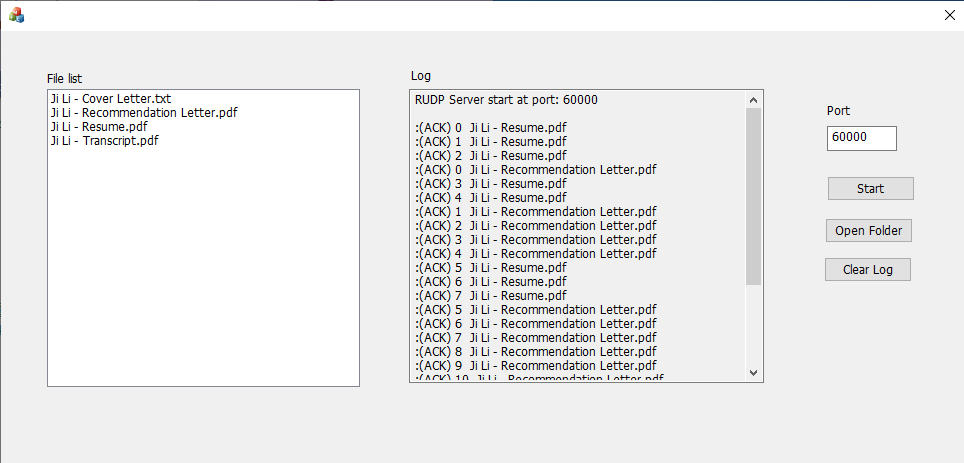 File list
Ji Li - Cover Letter.txt
Ji Li - Recommendation Letter.pdf
Ji Li - Resume.pdf
Ji Li - Transcript.pdf
Log
RUDP Server start at port: 60000
:(ACK) 0  Ji Li - Resume.pdf
:(ACK) 1  Ji Li - Resume.pdf
:(ACK) 2  Ji Li - Resume.pdf
:(ACK) 0  Ji Li - Recommendation Letter.pdf
:(ACK) 3  Ji Li - Resume.pdf
:(ACK) 4  Ji Li - Resume.pdf
:(ACK) 1  Ji Li - Recommendation Letter.pdf
:(ACK) 2  Ji Li - Recommendation Letter.pdf
:(ACK) 3  Ji Li - Recommendation Letter.pdf
:(ACK) 4  Ji Li - Recommendation Letter.pdf
:(ACK) 5  Ji Li - Resume.pdf
:(ACK) 6  Ji Li - Resume.pdf
:(ACK) 7  Ji Li - Resume.pdf
:(ACK) 5  Ji Li - Recommendation Letter.pdf
:(ACK) 6  Ji Li - Recommendation Letter.pdf
:(ACK) 7  Ji Li - Recommendation Letter.pdf
:(ACK) 8  Ji Li - Recommendation Letter.pdf
:(ACK) 9  Ji Li - Recommendation Letter.pdf
:(ACK) 10  Ji Li - Recommendation Letter.pdf
Port
60000
Start
Open Folder
Clear Log